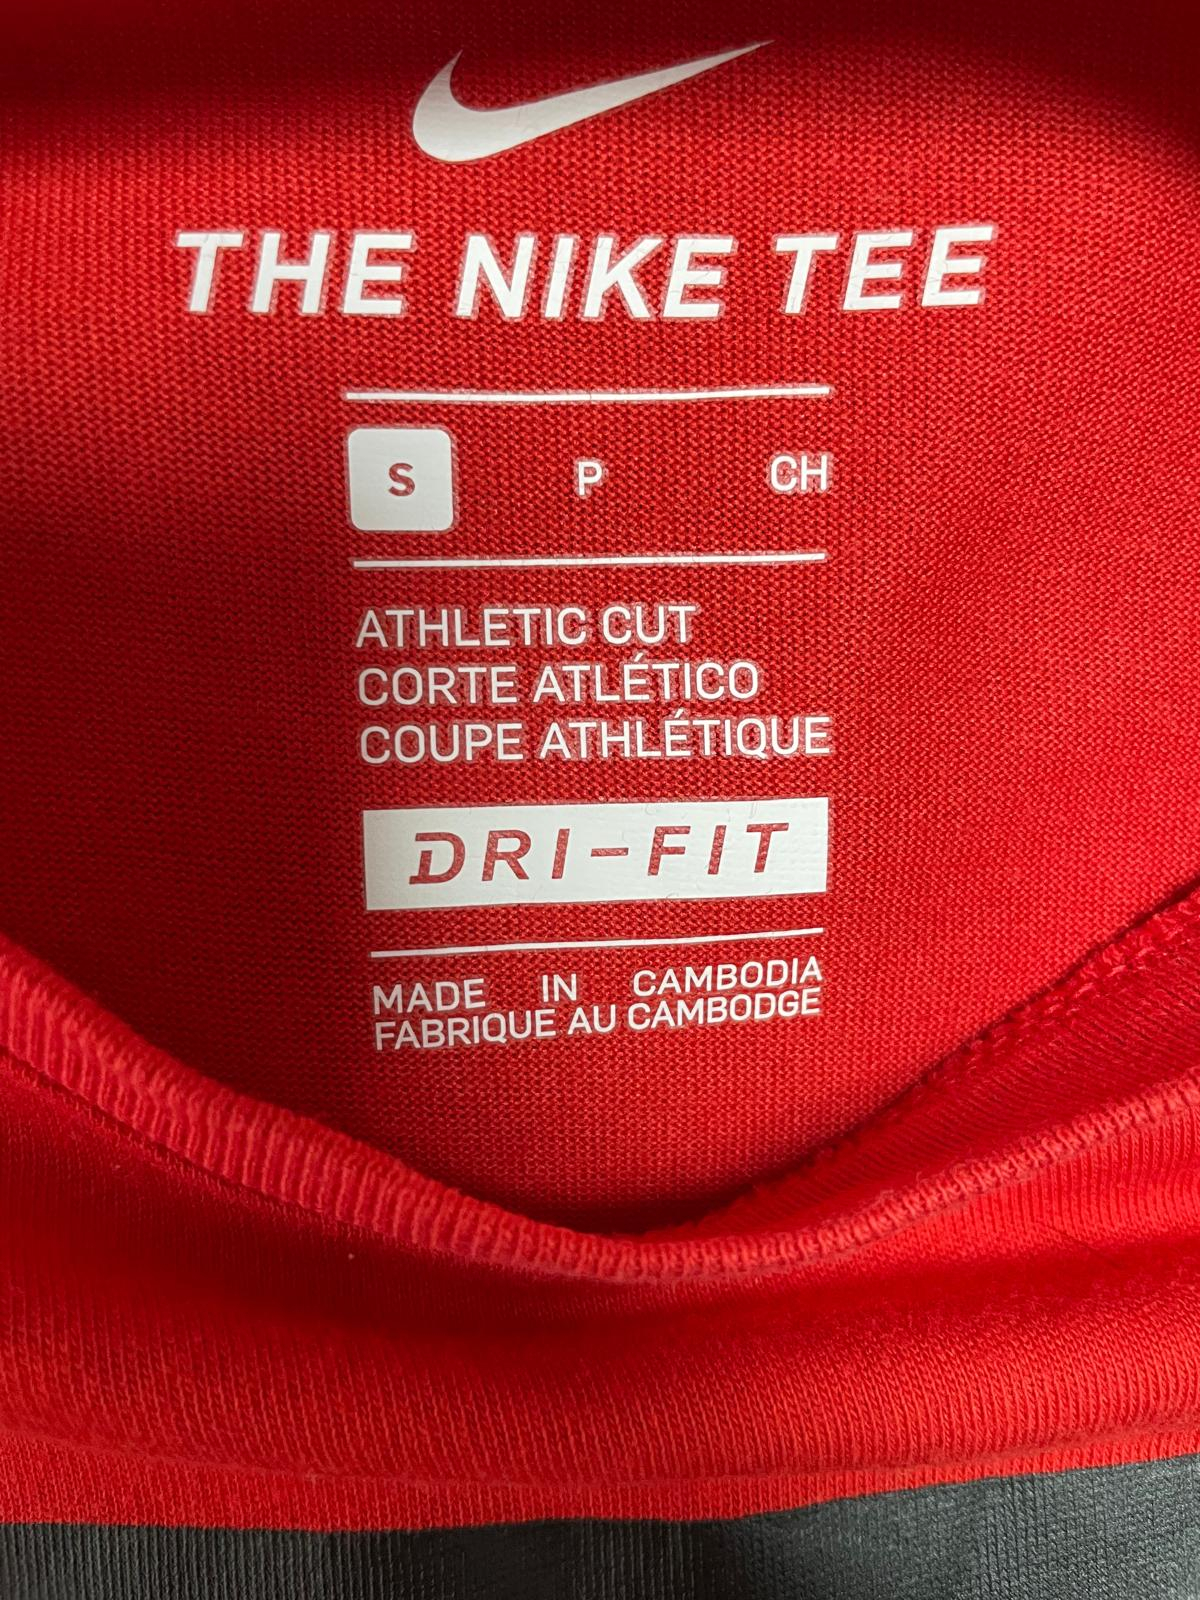 THE NIKE TEE
S P CH
ATHLETIC CUT
CORTE ATLÉTICO
COUPE ATHLÉTIQUE
DRI-FIT
MADE IN CAMBODIA
FABRIQUE AU CAMBODGE